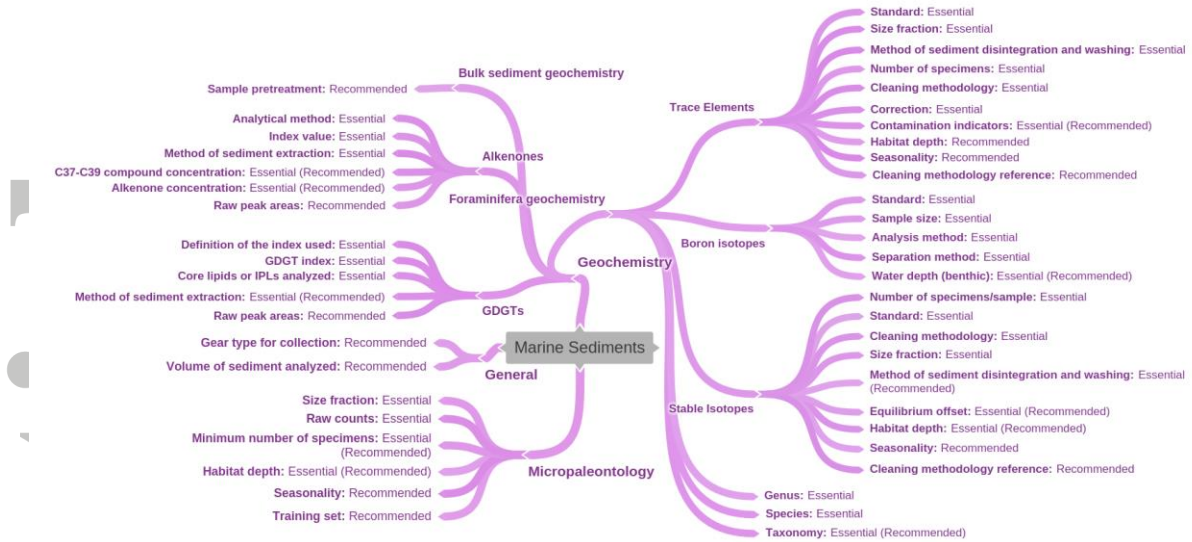 Marine Sediments
Geochemistry
Bulk sediment geochemistry
Sample pretreatment: Recommended
Alkenones
Analytical method: Essential
Index value: Essential
Method of sediment extraction: Essential
C37-C39 compound concentration: Essential (Recommended)
Alkenone concentration: Essential (Recommended)
Raw peak areas: Recommended
Foraminifera geochemistry
Trace Elements
Standard: Essential
Size fraction: Essential
Method of sediment disintegration and washing: Essential
Number of specimens: Essential
Cleaning methodology: Essential
Correction: Essential
Contamination indicators: Essential (Recommended)
Habitat depth: Recommended
Seasonality: Recommended
Cleaning methodology reference: Recommended
Boron isotopes
Standard: Essential
Sample size: Essential
Analysis method: Essential
Separation method: Essential
Water depth (benthic): Essential (Recommended)
Stable Isotopes
Number of specimens/sample: Essential
Standard: Essential
Cleaning methodology: Essential
Size fraction: Essential
Method of sediment disintegration and washing: Essential
(Recommended)
Equilibrium offset: Essential (Recommended)
Habitat depth: Essential (Recommended)
Seasonality: Recommended
Cleaning methodology reference: Recommended
Genus: Essential
Species: Essential
Taxonomy: Essential (Recommended)
GDGTs
Definition of the index used: Essential
GDGT index: Essential
Core lipids or IPLs analyzed: Essential
Method of sediment extraction: Essential (Recommended)
Raw peak areas: Recommended
General
Gear type for collection: Recommended
Volume of sediment analyzed: Recommended
Micropaleontology
Size fraction: Essential
Raw counts: Essential
Minimum number of specimens: Essential
(Recommended)
Habitat depth: Essential (Recommended)
Seasonality: Recommended
Training set: Recommended